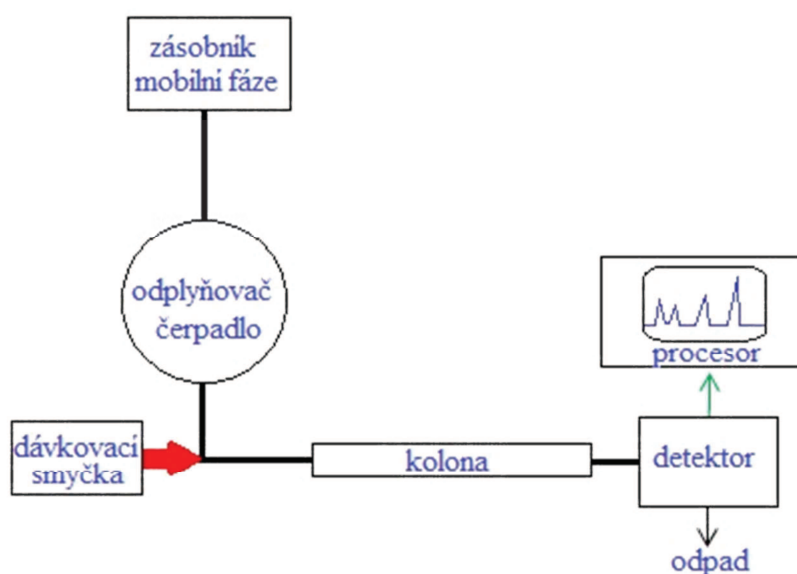 zásobník
mobilní fáze
odplyňovač
čerpadlo
procesor
dávkovací
smyčka
kolona
detektor
odpad